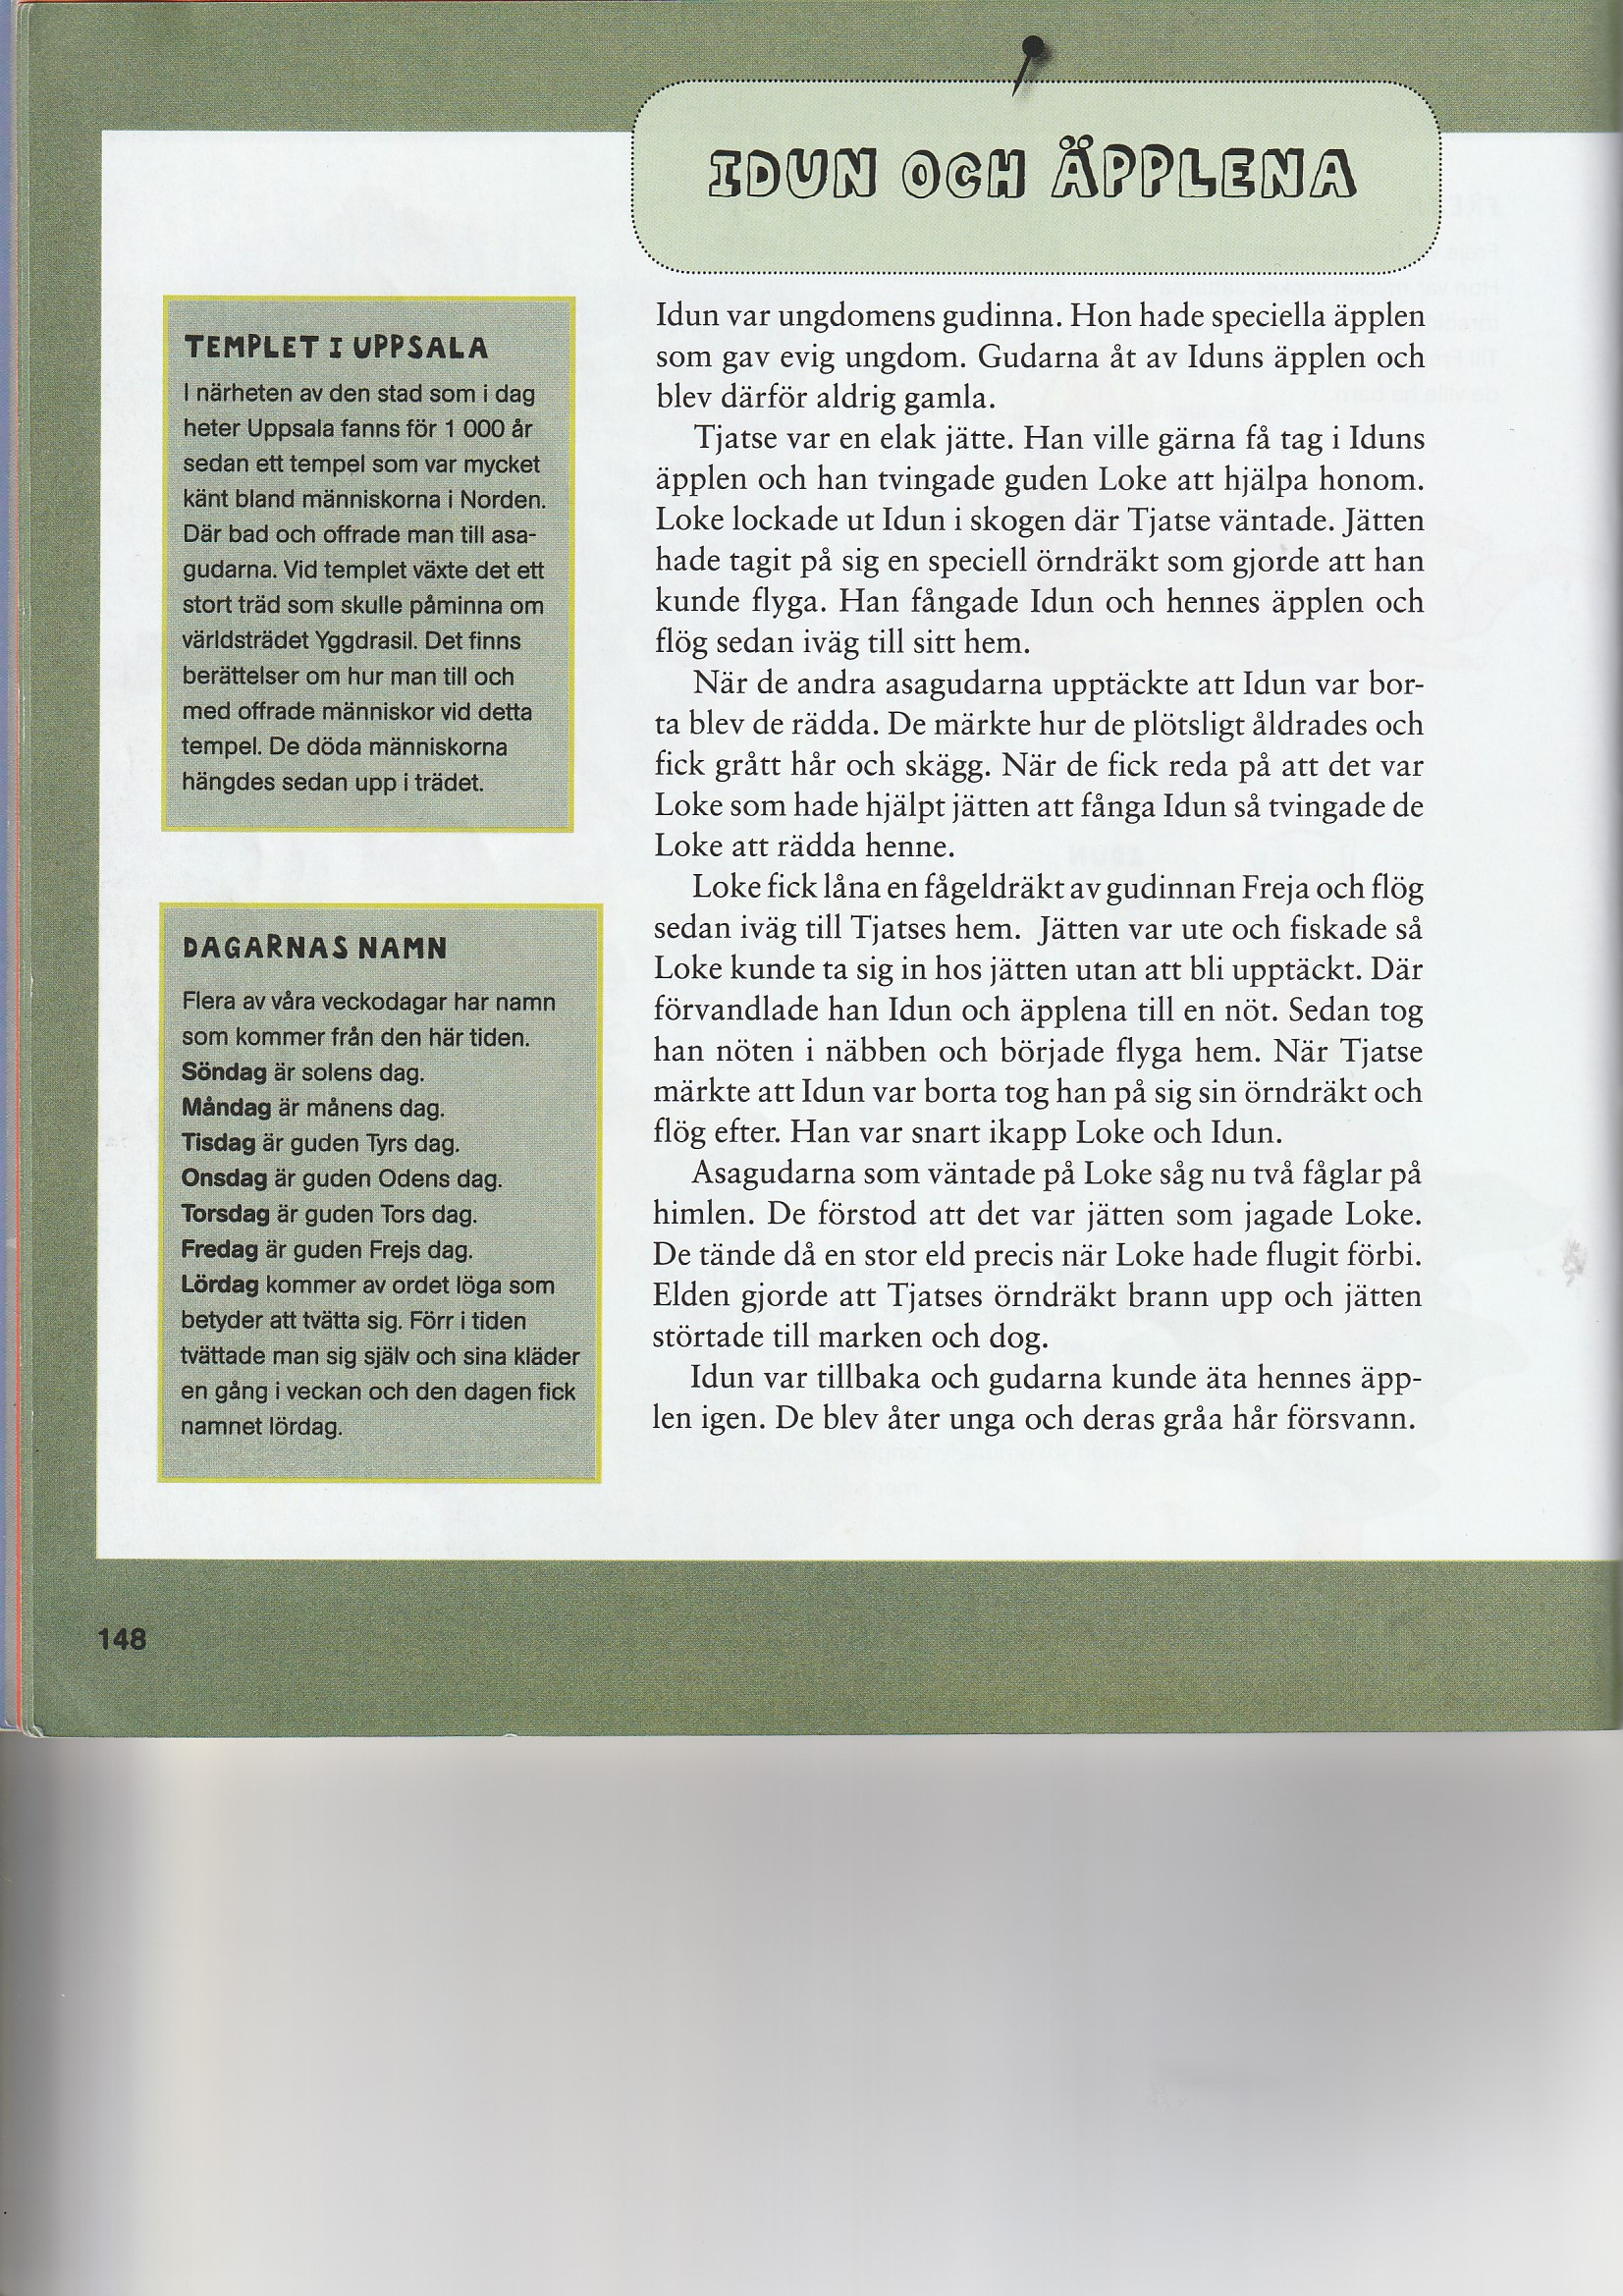 IDUN OCH ÄPPLENA
TEMPLET I UPPSALA
I närheten av den stad som i dag
heter Uppsala fanns för 1 000 år
sedan ett tempel som var mycket
känt bland människorna i Norden.
Där bad och offrade man till asa-
gudarna. Vid templet växte det ett
stort träd som skulle påminna om
världsträdet Yggdrasil. Det finns
berättelser om hur man till och
med offrade människor vid detta
tempel. De döda människorna
hängdes sedan upp i trädet.
DAGARNAS NAMN
Flera av våra veckodagar har namn
som kommer från den här tiden.
Söndag är solens dag.
Måndag är månens dag.
Tisdag är guden Tyrs dag.
Onsdag är guden Odens dag.
Torsdag är guden Tors dag.
Fredag är guden Frejs dag.
Lördag kommer av ordet löga som
betyder att tvätta sig. Förr i tiden
tvättade man sig själv och sina kläder
en gång i veckan och den dagen fick
namnet lördag.
Idun var ungdomens gudinna. Hon hade speciella äpplen
som gav evig ungdom. Gudarna åt av Iduns äpplen och
blev därför aldrig gamla.
Tjatse var en elak jätte. Han ville gärna få tag i Iduns
äpplen och han tvingade guden Loke att hjälpa honom.
Loke lockade ut Idun i skogen där Tjatse väntade. Jätten
hade tagit på sig en speciell örndräkt som gjorde att han
kunde flyga. Han fångade Idun och hennes äpplen och
flög sedan iväg till sitt hem.
När de andra asagudarna upptäckte att Idun var bor-
ta blev de rädda. De märkte hur de plötsligt åldrades och
fick grått hår och skägg. När de fick reda på att det var
Loke som hade hjälpt jätten att fånga Idun så tvingade de
Loke att rädda henne.
Loke fick låna en fågeldräkt av gudinnan Freja och flög
sedan iväg till Tjatses hem. Jätten var ute och fiskade så
Loke kunde ta sig in hos jätten utan att bli upptäckt. Där
förvandlade han Idun och äpplena till en nöt. Sedan tog
han nöten i näbben och började flyga hem. När Tjatse
märkte att Idun var borta tog han på sig sin örndräkt och
flög efter. Han var snart ikapp Loke och Idun.
Asagudarna som väntade på Loke såg nu två fåglar på
himlen. De förstod att det var jätten som jagade Loke.
De tände då en stor eld precis när Loke hade flugit förbi.
Elden gjorde att Tjatses örndräkt brann upp och jätten
störtade till marken och dog.
Idun var tillbaka och gudarna kunde äta hennes äpp-
len igen. De blev åter unga och deras gråa hår försvann.
148